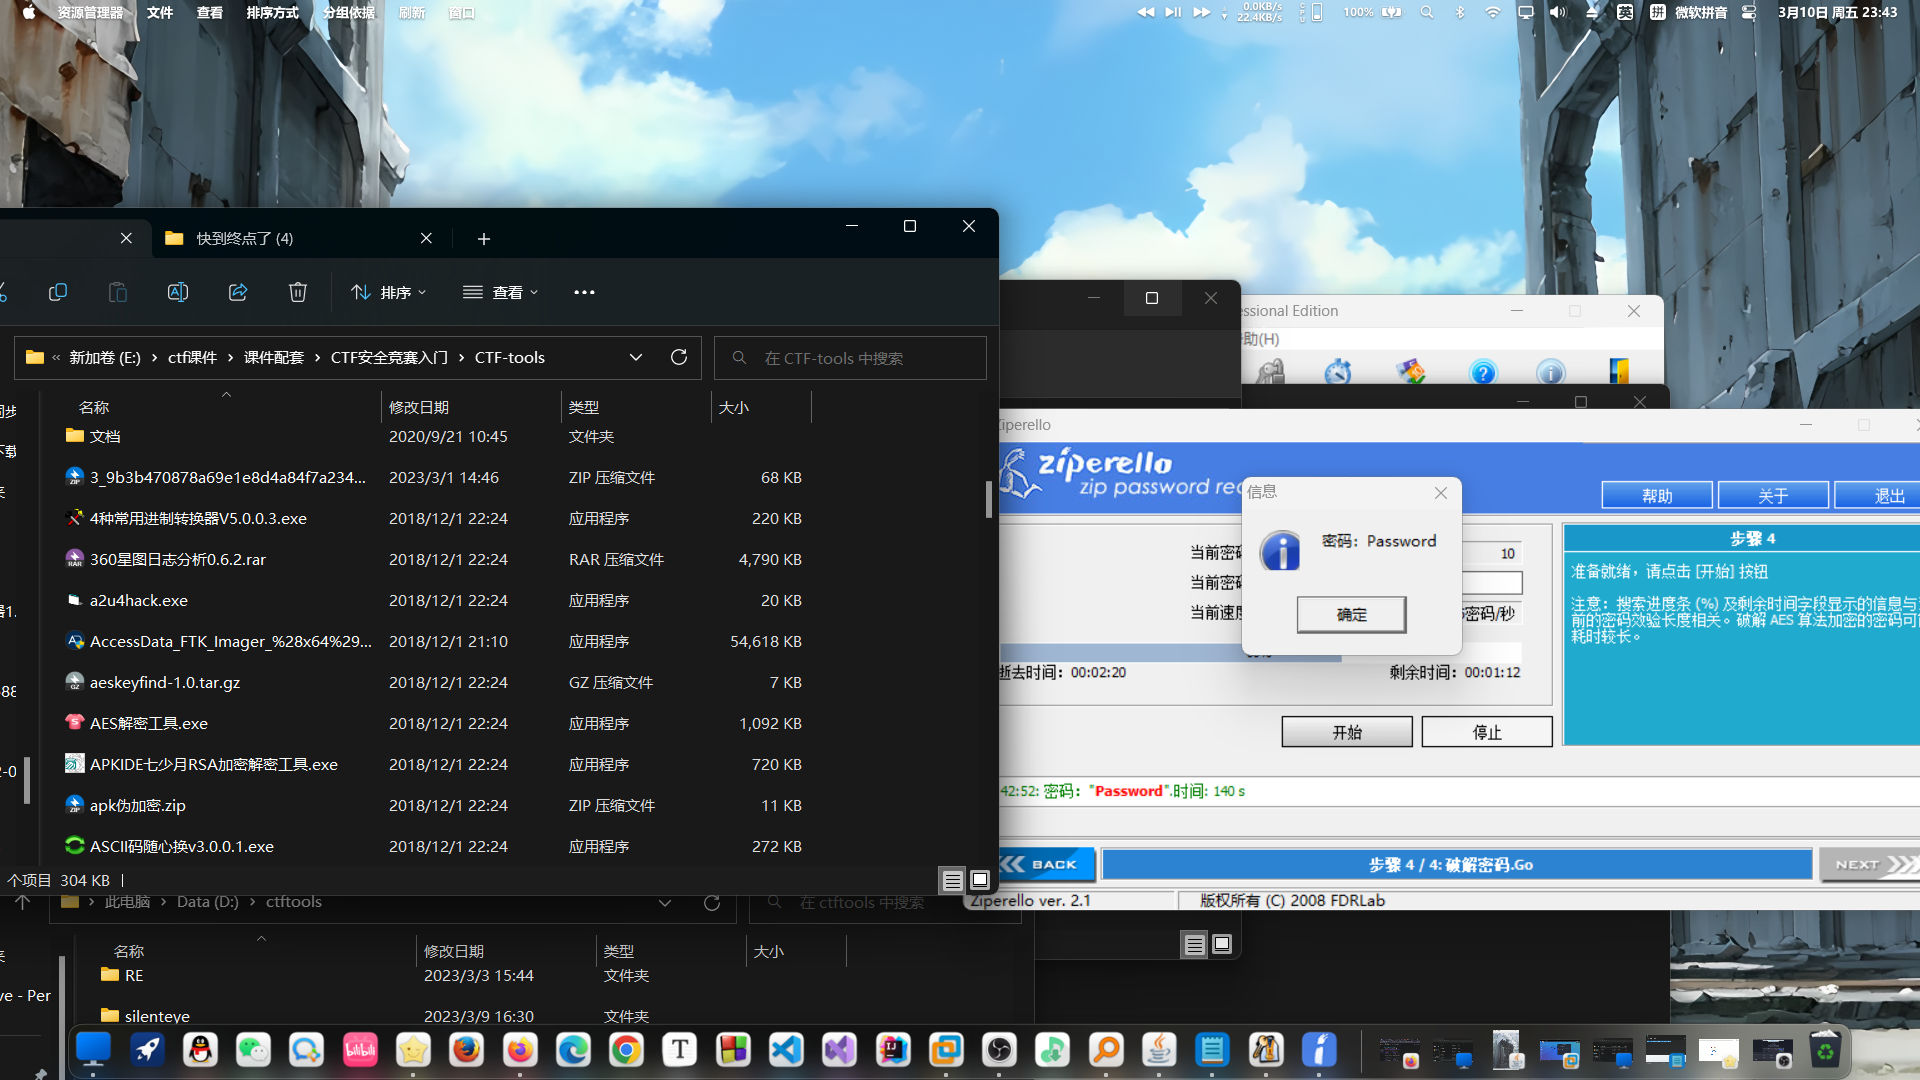 资源管理器 文件 查看 排序方式 分组依据 刷新 窗口
0.0KB/s
22.4KB/s
100%
英 拼 微软拼音
3月10日 周五 23:43
快到终点了 (4)
排序 查看
« 新加卷 (E:) › ctf课件 › 课件配套 › CTF安全竞赛入门 › CTF-tools
在 CTF-tools 中搜索
名称 修改日期 类型 大小
文档 2020/9/21 10:45 文件夹
3_9b3b470878a69e1e8d4a84f7a234... 2023/3/1 14:46 ZIP 压缩文件 68 KB
4种常用进制转换器V5.0.0.3.exe 2018/12/1 22:24 应用程序 220 KB
360星图日志分析0.6.2.rar 2018/12/1 22:24 RAR 压缩文件 4,790 KB
a2u4hack.exe 2018/12/1 22:24 应用程序 20 KB
AccessData_FTK_Imager_%28x64%29... 2018/12/1 21:10 应用程序 54,618 KB
aeskeyfind-1.0.tar.gz 2018/12/1 22:24 GZ 压缩文件 7 KB
AES解密工具.exe 2018/12/1 22:24 应用程序 1,092 KB
APKIDE七少月RSA加密解密工具.exe 2018/12/1 22:24 应用程序 720 KB
apk伪加密.zip 2018/12/1 22:24 ZIP 压缩文件 11 KB
ASCII码随心换v3.0.0.1.exe 2018/12/1 22:24 应用程序 272 KB
个项目 304 KB
此电脑 › Data (D:) › ctftools
在 ctftools 中搜索
名称 修改日期 类型 大小
RE 2023/3/3 15:44 文件夹
silenteye 2023/3/9 16:30 文件夹
ve - Per
essional Edition
助(H)
Ziperello
ziperello
zip password rec
帮助 关于 退出
信息
密码：Password
确定
当前密码
10
当前密码
当前速度
密码/秒
逝去时间： 00:02:20
剩余时间： 00:01:12
开始 停止
步骤 4
准备就绪，请点击 [开始] 按钮
注意：搜索进度条 (%) 及剩余时间字段显示的信息与
前的密码效验长度相关。破解 AES 算法加密的密码可
耗时较长。
42:52: 密码： "Password".时间: 140 s
BACK
步骤 4 / 4: 破解密码.Go
NEXT
Ziperello ver. 2.1
版权所有 (C) 2008 FDRLab
bilibili
T